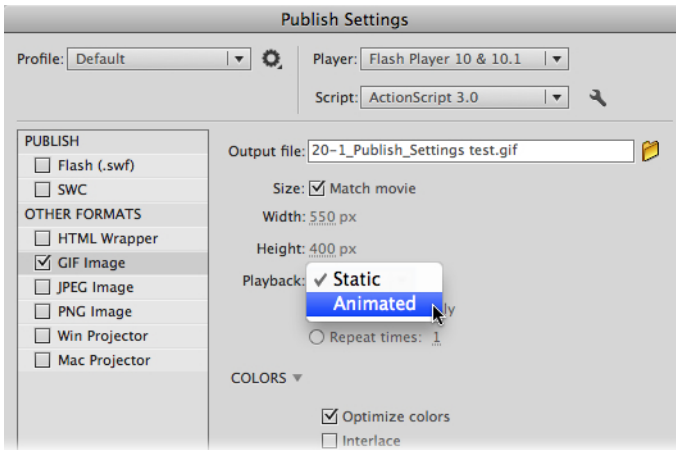 Publish Settings
Profile: Default
Player: Flash Player 10 & 10.1
Script: ActionScript 3.0
PUBLISH
Flash (.swf)
SWC
OTHER FORMATS
HTML Wrapper
GIF Image
JPEG Image
PNG Image
Win Projector
Mac Projector
Output file: 20-1_Publish_Settings test.gif
Size: Match movie
Width: 550 px
Height: 400 px
Playback: Static
Animated
Repeat times: 1
COLORS
Optimize colors
Interlace